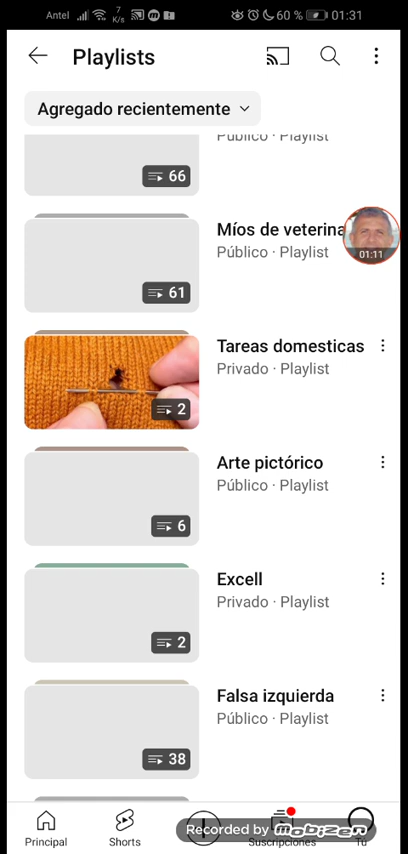 Antel 7 K/s 60 % 01:31
Playlists
Agregado recientemente
Público · Playlist
66
Míos de veterina
Público · Playlist
01:11
61
Tareas domesticas
Privado · Playlist
2
Arte pictórico
Público · Playlist
6
Excell
Privado · Playlist
2
Falsa izquierda
Público · Playlist
38
Principal
Shorts
Suscripciones
Tú
Recorded by mobizen